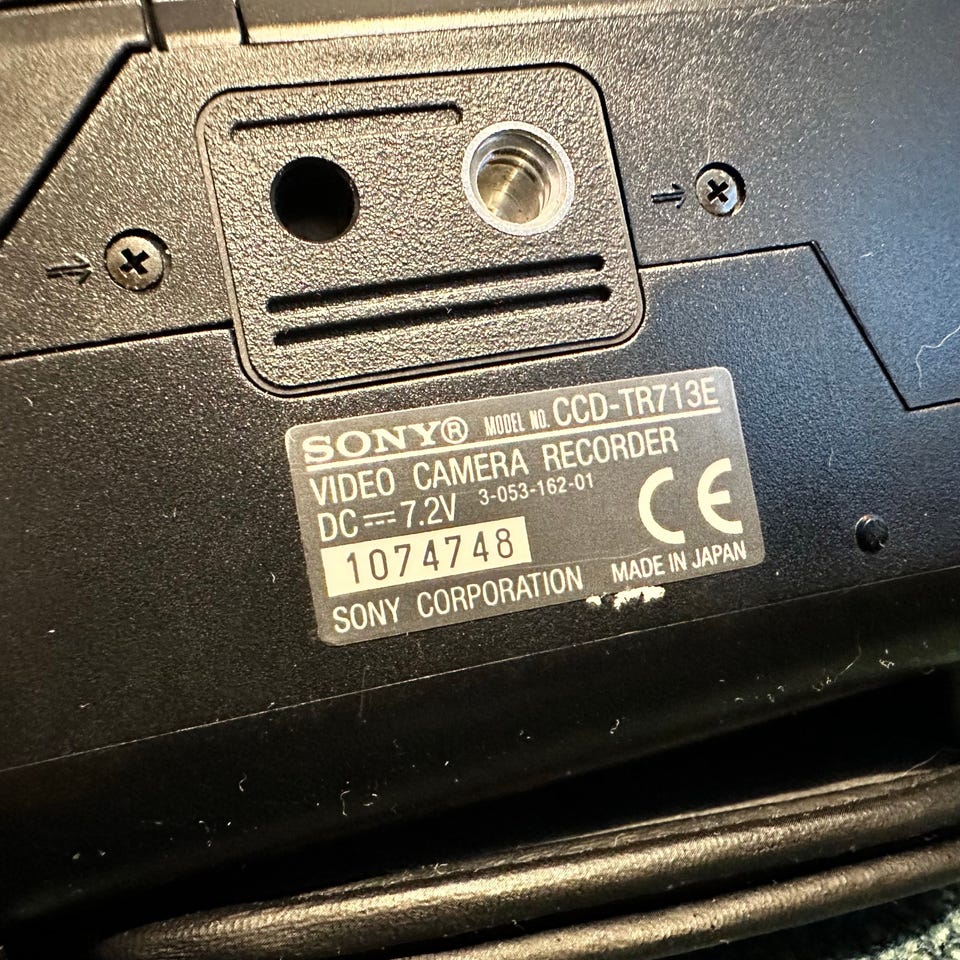 SONY® MODEL NO. CCD-TR713E
VIDEO CAMERA RECORDER
DC ⎓ 7.2V 3-053-162-01
CE
1074748
SONY CORPORATION MADE IN JAPAN